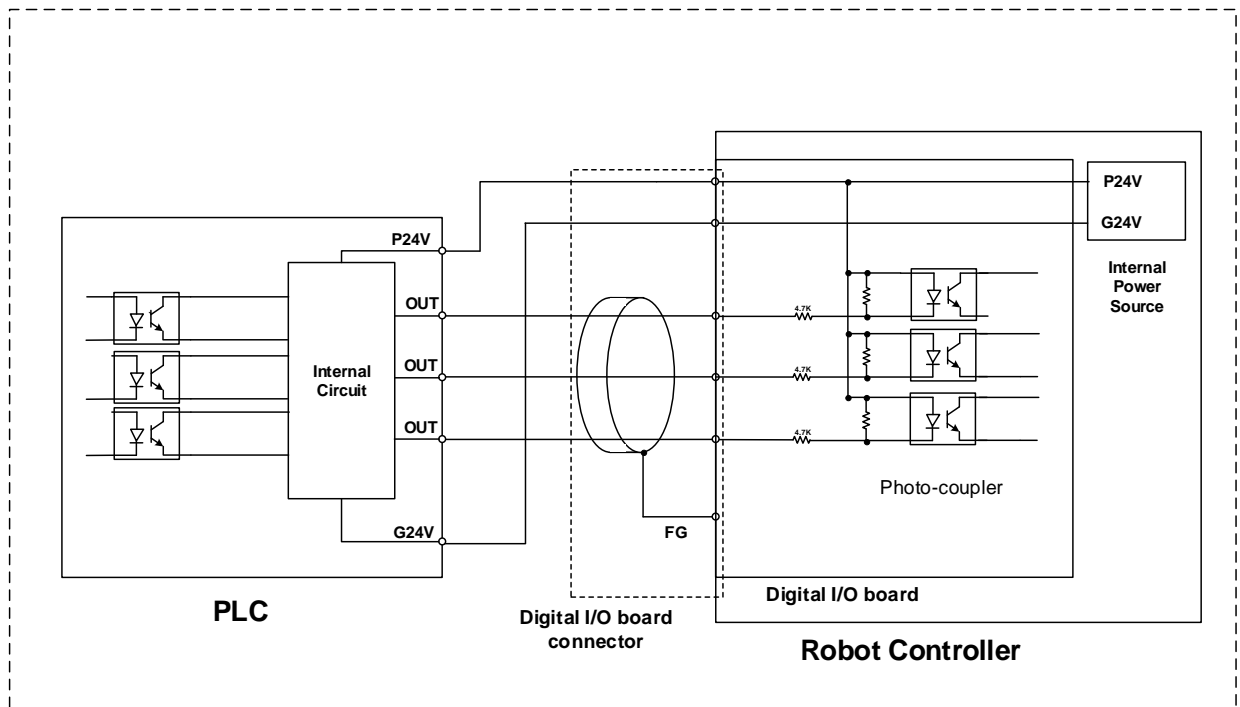 P24V
OUT
OUT
OUT
G24V
Internal
Circuit
PLC
FG
Digital I/O board
connector
4.7K
4.7K
4.7K
Photo-coupler
Digital I/O board
P24V
G24V
Internal
Power
Source
Robot Controller